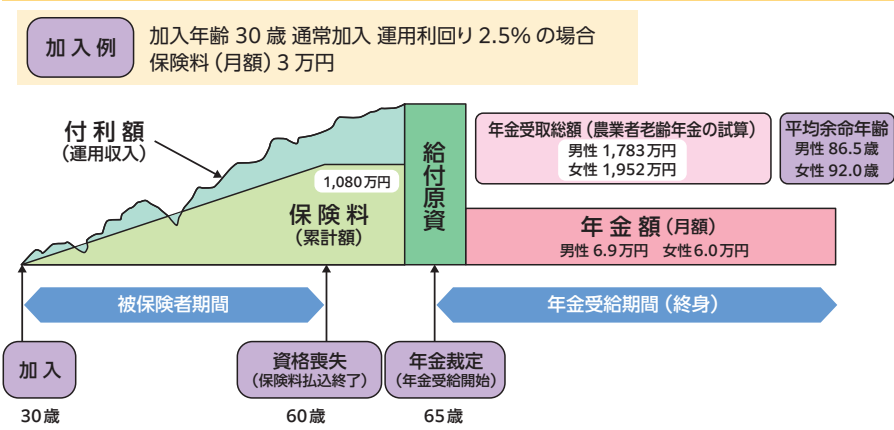 加入例
加入年齢 30 歳 通常加入 運用利回り 2.5% の場合
保険料(月額)3 万円
付利額
(運用収入)
1,080万円
保険料
(累計額)
給付原資
年金受取総額(農業者老齢年金の試算)
男性 1,783万円
女性 1,952万円
平均余命年齢
男性 86.5歳
女性 92.0歳
年金額(月額)
男性 6.9万円 女性6.0万円
被保険者期間
年金受給期間(終身)
加入
資格喪失
(保険料払込終了)
年金裁定
(年金受給開始)
30歳
60歳
65歳